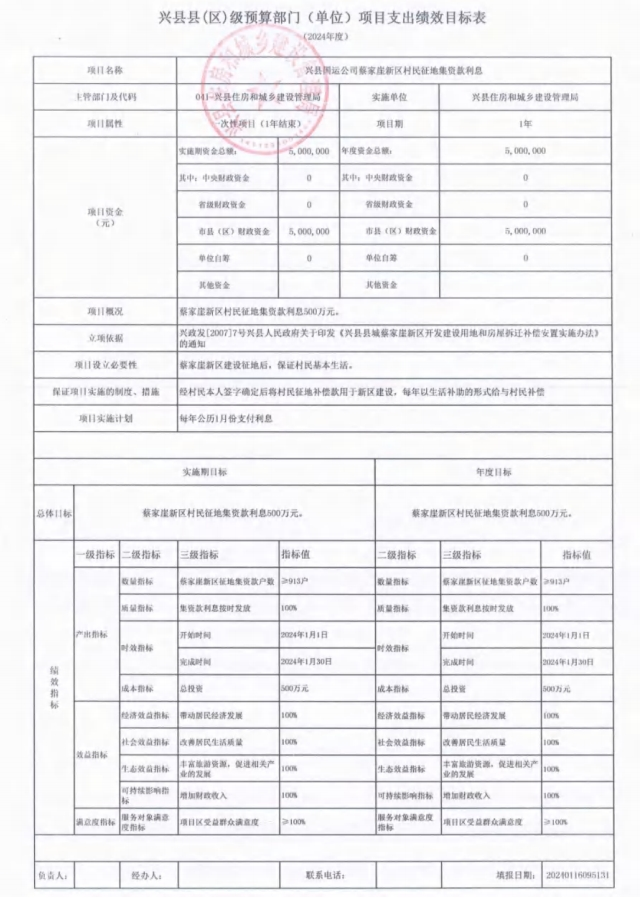 兴县县(区)级预算部门（单位）项目支出绩效目标表
（2024年度）
项目名称 兴县国运公司蔡家崖新区村民征地集资款利息
主管部门及代码 041-兴县住房和城乡建设管理局 实施单位 兴县住房和城乡建设管理局
项目属性 一次性项目（1年结束） 项目期 1年
项目资金（元）
实施期资金总额： 5,000,000 年度资金总额： 5,000,000
其中：中央财政资金 0 其中：中央财政资金 0
省级财政资金 0 省级财政资金 0
市县（区）财政资金 5,000,000 市县（区）财政资金 5,000,000
单位自筹 0 单位自筹 0
其他资金 其他资金
项目概况 蔡家崖新区村民征地集资款利息500万元。
立项依据 兴政发[2007]7号兴县人民政府关于印发《兴县县城蔡家崖新区开发建设用地和房屋拆迁补偿安置实施办法》
的通知
项目设立必要性 蔡家崖新区建设征地后，保证村民基本生活。
保证项目实施的制度、措施 经村民本人签字确定后将村民征地补偿款用于新区建设，每年以生活补助的形式给与村民补偿
项目实施计划 每年公历1月份支付利息
实施期目标 年度目标
总体目标 蔡家崖新区村民征地集资款利息500万元。 蔡家崖新区村民征地集资款利息500万元。
绩效指标
一级指标 二级指标 三级指标 指标值 二级指标 三级指标 指标值
产出指标
数量指标 蔡家崖新区征地集资款户数 ≥913户 数量指标 蔡家崖新区征地集资款户数 ≥913户
质量指标 集资款利息按时发放 100% 质量指标 集资款利息按时发放 100%
时效指标 开始时间 2024年1月1日 时效指标 开始时间 2024年1月1日
完成时间 2024年1月30日 完成时间 2024年1月30日
成本指标 总投资 500万元 成本指标 总投资 500万元
效益指标
经济效益指标 带动居民经济发展 100% 经济效益指标 带动居民经济发展 100%
社会效益指标 改善居民生活质量 100% 社会效益指标 改善居民生活质量 100%
生态效益指标 丰富旅游资源，促进相关产业的发展 100% 生态效益指标 丰富旅游资源，促进相关产业的发展 100%
可持续影响指标 增加财政收入 100% 可持续影响指标 增加财政收入 100%
满意度指标 服务对象满意度指标 项目区受益群众满意度 ≥100% 服务对象满意度指标 项目区受益群众满意度 ≥100%
负责人： 经办人： 联系电话： 填报日期： 20240116095131